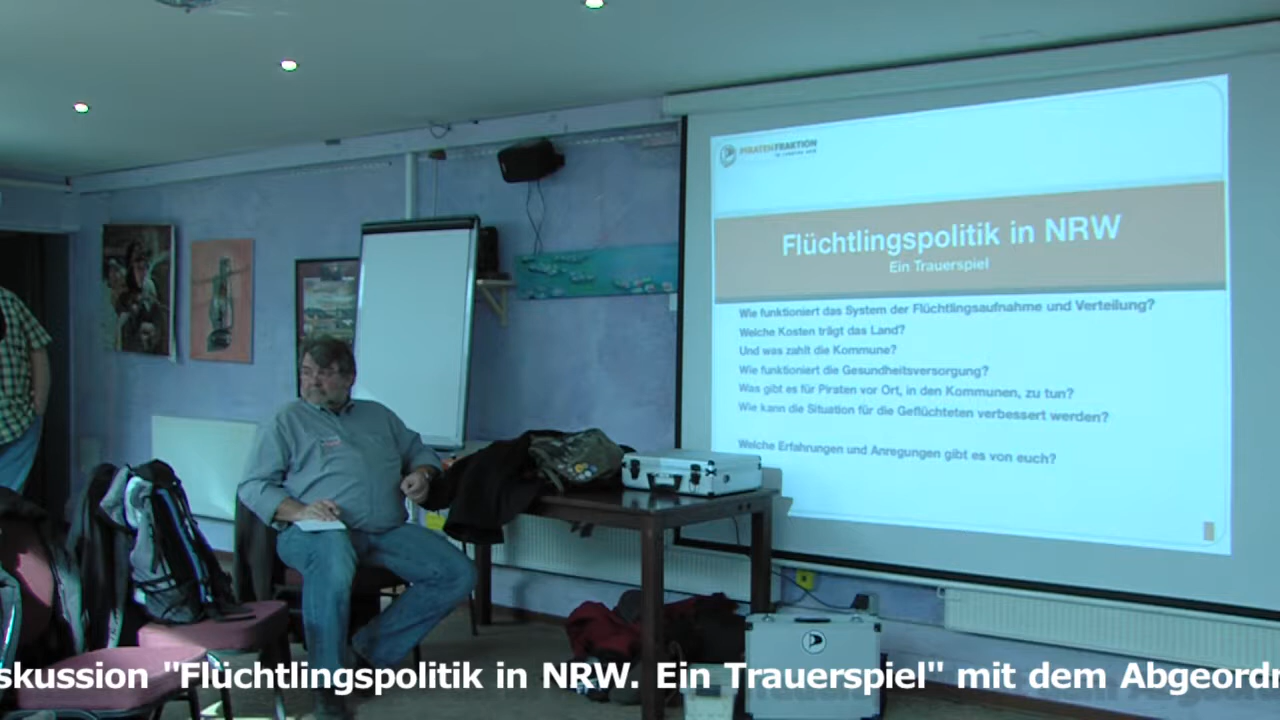 PIRATENFRAKTION
Flüchtlingspolitik in NRW
Ein Trauerspiel
Wie funktioniert das System der Flüchtlingsaufnahme und Verteilung?
Welche Kosten trägt das Land?
Und was zahlt die Kommune?
Wie funktioniert die Gesundheitsversorgung?
Was gibt es für Piraten vor Ort, in den Kommunen, zu tun?
Wie kann die Situation für die Geflüchteten verbessert werden?
Welche Erfahrungen und Anregungen gibt es von euch?
skussion "Flüchtlingspolitik in NRW. Ein Trauerspiel" mit dem Abgeordn